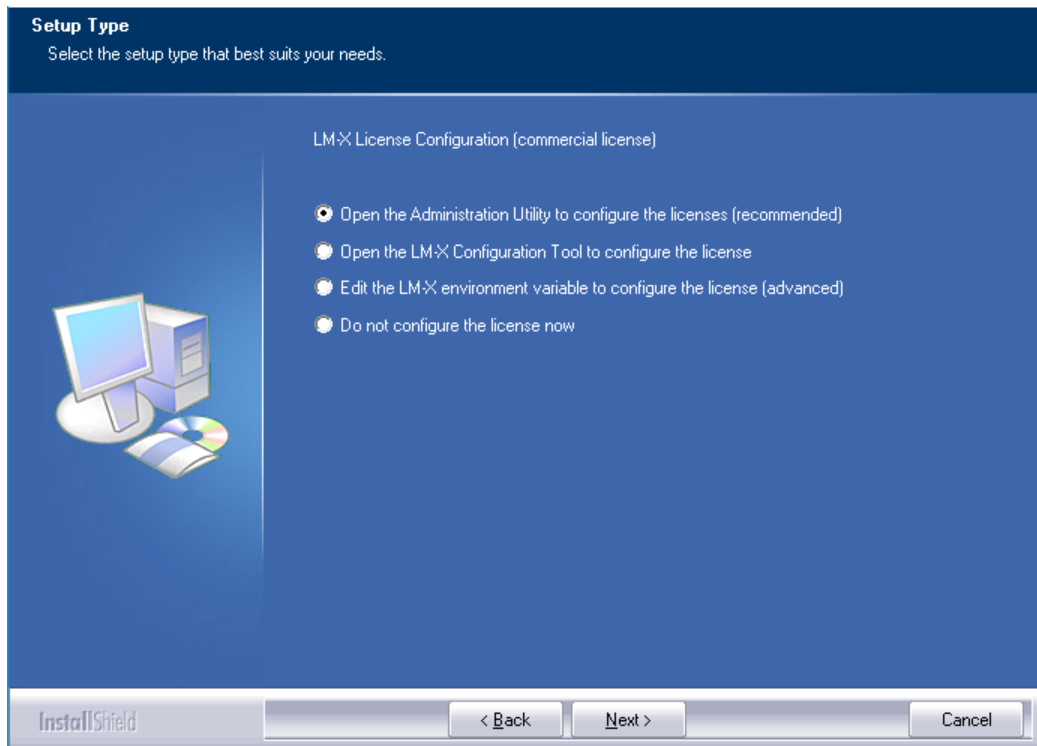 Setup Type
Select the setup type that best suits your needs.
LM-X License Configuration (commercial license)
Open the Administration Utility to configure the licenses (recommended)
Open the LM-X Configuration Tool to configure the license
Edit the LM-X environment variable to configure the license (advanced)
Do not configure the license now
InstallShield
< Back
Next >
Cancel